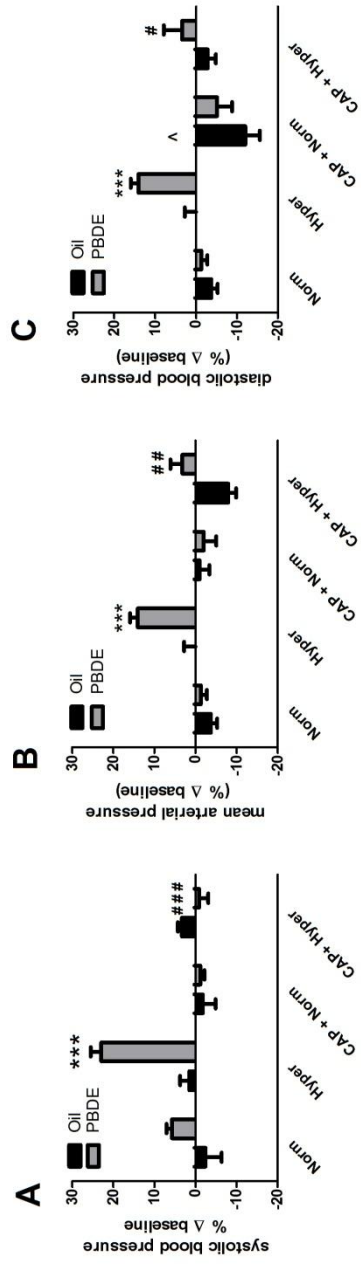 A
systolic blood pressure
% Δ baseline
30
20
10
0
-10
-20
Oil
PBDE
***
###
Norm
Hyper
CAP + Norm
CAP+ Hyper
B
mean arterial pressure
(% Δ baseline)
30
20
10
0
-10
-20
Oil
PBDE
***
##
Norm
Hyper
CAP + Norm
CAP + Hyper
C
diastolic blood pressure
(% Δ baseline)
30
20
10
0
-10
-20
Oil
PBDE
***
^
#
Norm
Hyper
CAP + Norm
CAP + Hyper